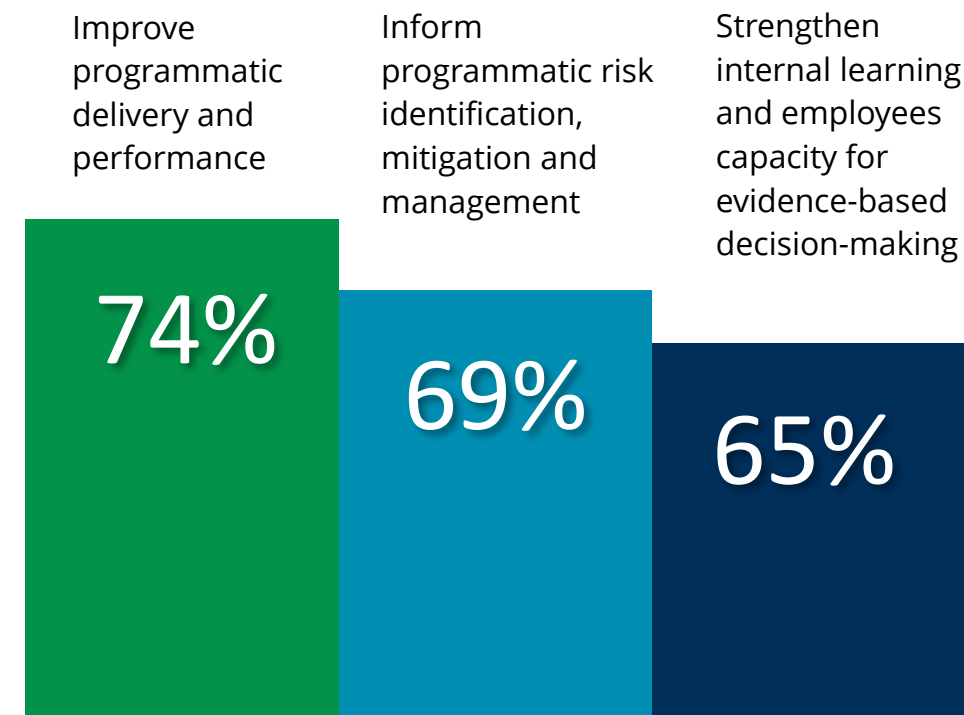 Improve
programmatic
delivery and
performance
Inform
programmatic risk
identification,
mitigation and
management
Strengthen
internal learning
and employees
capacity for
evidence-based
decision-making
74%
69%
65%